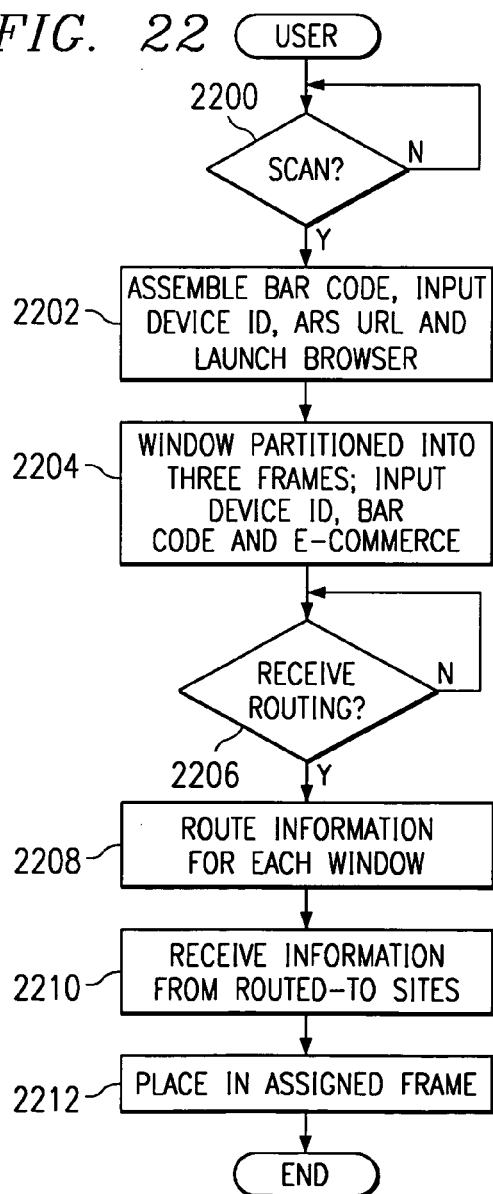 FIG. 22
USER
2200
SCAN?
N
Y
2202
ASSEMBLE BAR CODE, INPUT
DEVICE ID, ARS URL AND
LAUNCH BROWSER
2204
WINDOW PARTITIONED INTO
THREE FRAMES; INPUT
DEVICE ID, BAR
CODE AND E-COMMERCE
RECEIVE
ROUTING?
N
2206
Y
2208
ROUTE INFORMATION
FOR EACH WINDOW
2210
RECEIVE INFORMATION
FROM ROUTED-TO SITES
2212
PLACE IN ASSIGNED FRAME
END